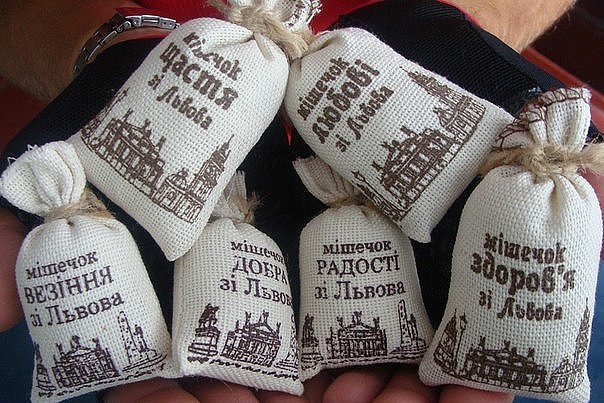 мішечок
щастя
зі Львова
мішечок
любові
зі Львова
мішечок
ВЕЗІННЯ
зі Львова
мішечок
ДОБРА
зі Львова
мішечок
РАДОСТІ
зі Львова
мішечок
здоров'я
зі Львова